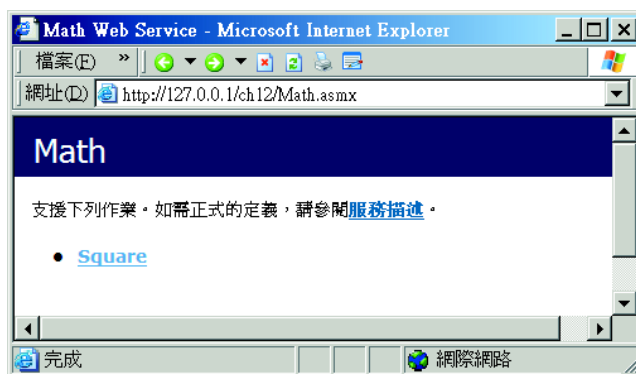 Math Web Service - Microsoft Internet Explorer
檔案(F) »
網址(D) http://127.0.0.1/ch12/Math.asmx
Math
支援下列作業。如需正式的定義，請參閱服務描述。
• Square
完成 網際網路